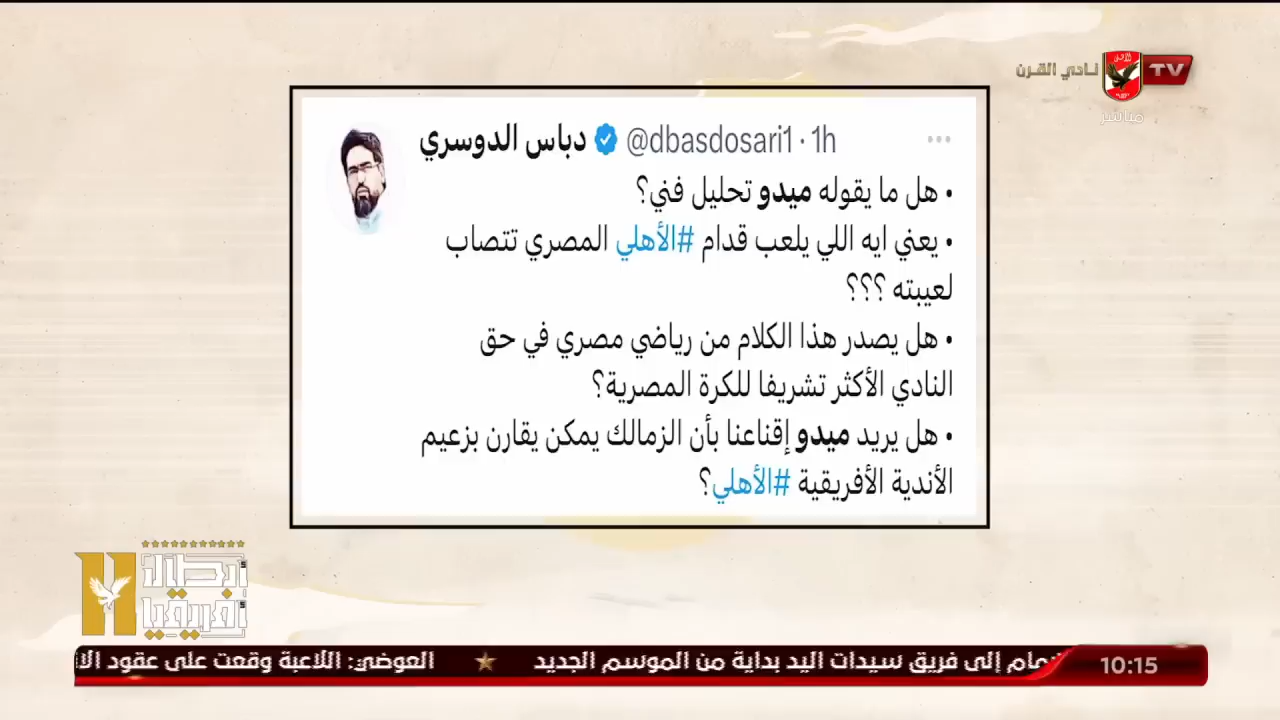 نادي القرن
TV
مباشر
دباس الدوسري @dbasdosari1 · 1h
• هل ما يقوله ميدو تحليل فني؟
• يعني ايه اللي يلعب قدام #الأهلي المصري تتصاب
لعيبته ؟؟؟
• هل يصدر هذا الكلام من رياضي مصري في حق
النادي الأكثر تشريفا للكرة المصرية؟
• هل يريد ميدو إقناعنا بأن الزمالك يمكن يقارن بزعيم
الأندية الأفريقية #الأهلي؟
11
أبطال
أفريقيا
إلى فريق سيدات اليد بداية من الموسم الجديد ★ العوضي: اللاعبة وقعت على عقود
10:15